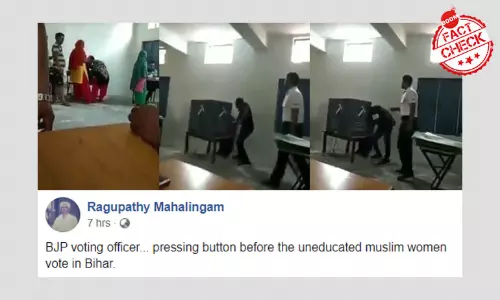 BOOM
FACT
CHECK
Ragupathy Mahalingam
7 hrs ·
BJP voting officer... pressing button before the uneducated muslim women
vote in Bihar.